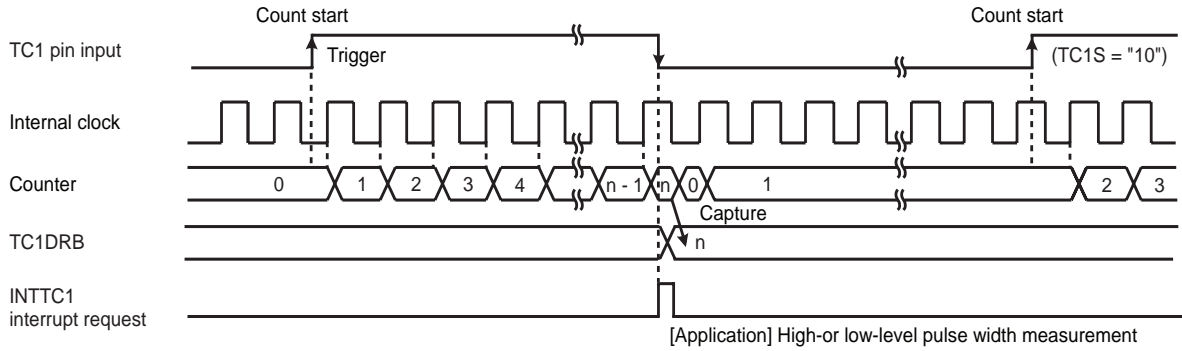 Count start
Count start
TC1 pin input
Trigger
(TC1S = "10")
Internal clock
Counter
0 1 2 3 4 n - 1 n 0 1 2 3
Capture
TC1DRB
n
INTTC1
interrupt request
[Application] High-or low-level pulse width measurement